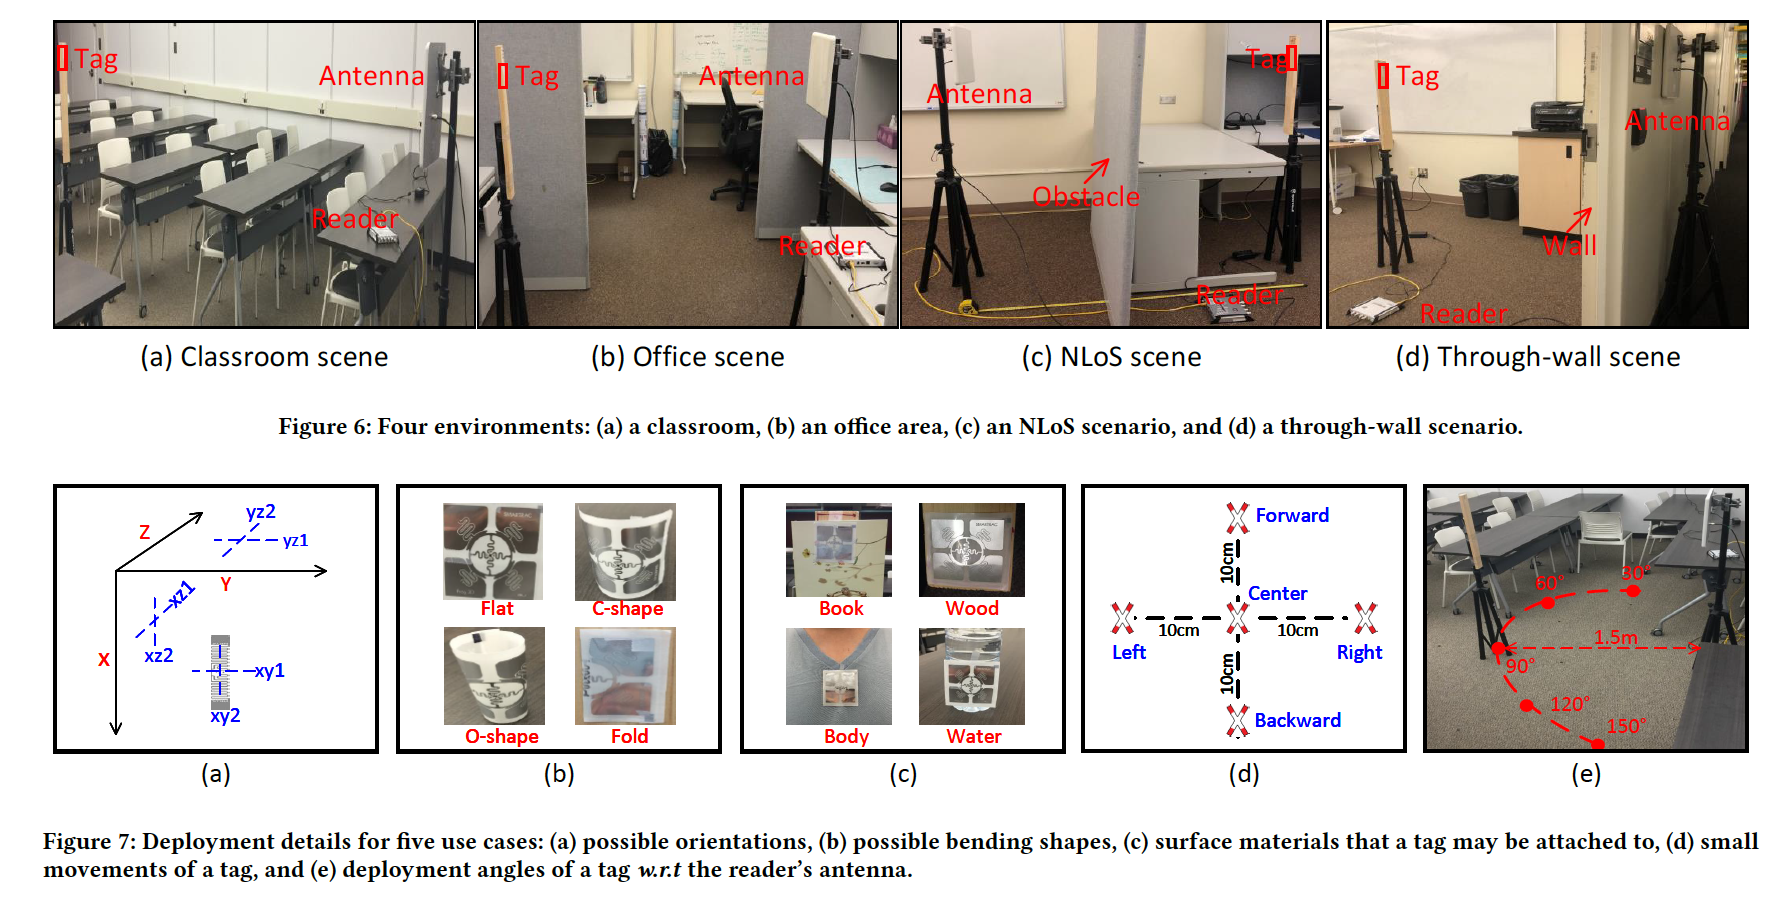 Tag
Antenna
Reader
Tag
Antenna
Reader
Antenna
Tag
Obstacle
Reader
Tag
Antenna
Wall
Reader
(a) Classroom scene
(b) Office scene
(c) NLoS scene
(d) Through-wall scene
Figure 6: Four environments: (a) a classroom, (b) an office area, (c) an NLoS scenario, and (d) a through-wall scenario.
Z
yz2
yz1
Y
xz1
xz2
X
xy1
xy2
(a)
Flat
C-shape
O-shape
Fold
(b)
Book
Wood
Body
Water
(c)
Forward
10cm
Center
10cm
10cm
Left
Right
10cm
Backward
(d)
60°
30°
1.5m
90°
120°
150°
(e)
Figure 7: Deployment details for five use cases: (a) possible orientations, (b) possible bending shapes, (c) surface materials that a tag may be attached to, (d) small
movements of a tag, and (e) deployment angles of a tag w.r.t the reader's antenna.